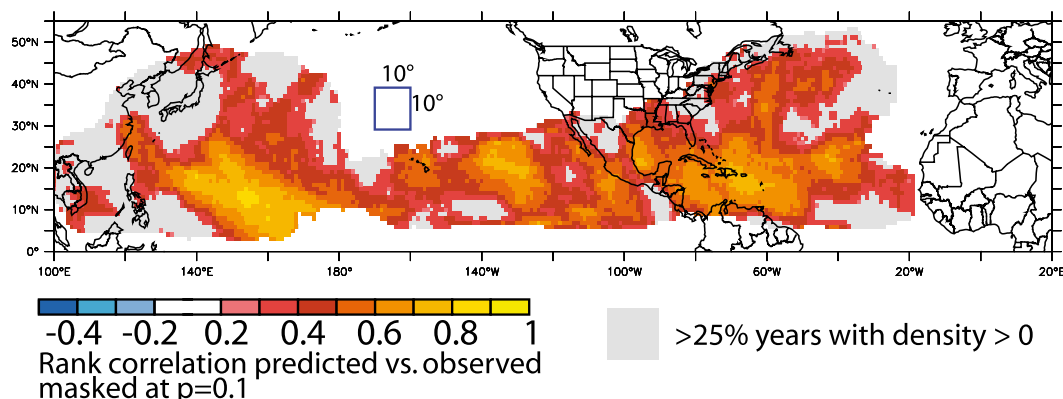 50°N
40°N
30°N
20°N
10°N
0°
10°
10°
100°E 140°E 180° 140°W 100°W 60°W 20°W 20°E
-0.4 -0.2 0.2 0.4 0.6 0.8 1
Rank correlation predicted vs. observed
masked at p=0.1
>25% years with density > 0